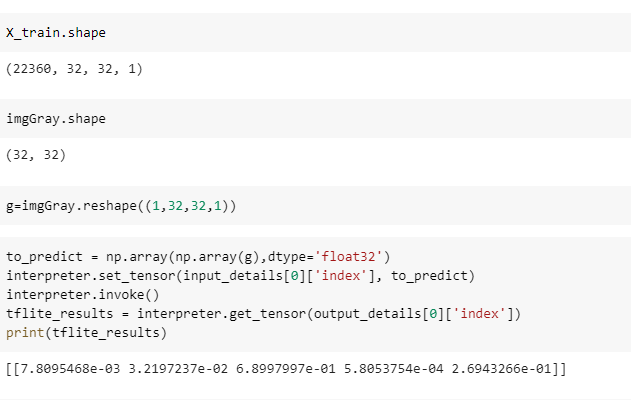 X_train.shape
(22360, 32, 32, 1)
imgGray.shape
(32, 32)
g=imgGray.reshape((1,32,32,1))
to_predict = np.array(np.array(g),dtype='float32')
interpreter.set_tensor(input_details[0]['index'], to_predict)
interpreter.invoke()
tflite_results = interpreter.get_tensor(output_details[0]['index'])
print(tflite_results)
[[7.8095468e-03 3.2197237e-02 6.8997997e-01 5.8053754e-04 2.6943266e-01]]